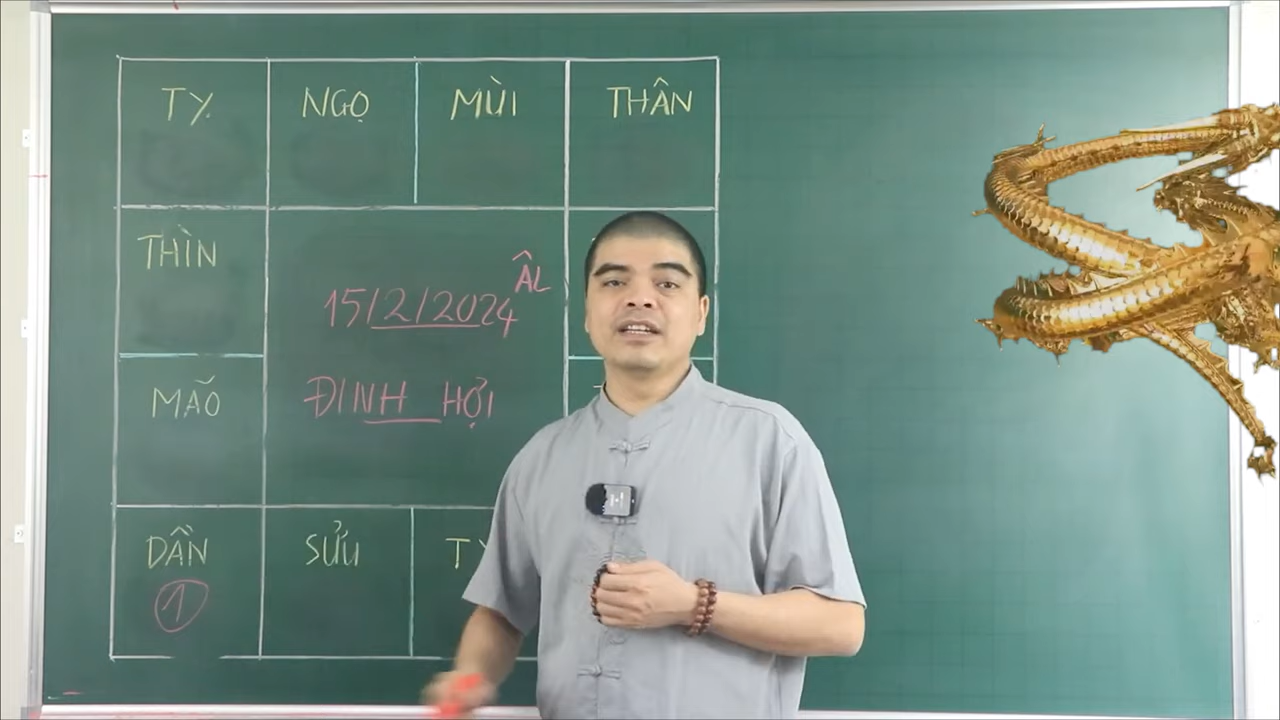 TỴ NGỌ MÙI THÂN
THÌN
15/2/2024 ÂL
MÃO
ĐINH HỢI
DẦN SỬU
1